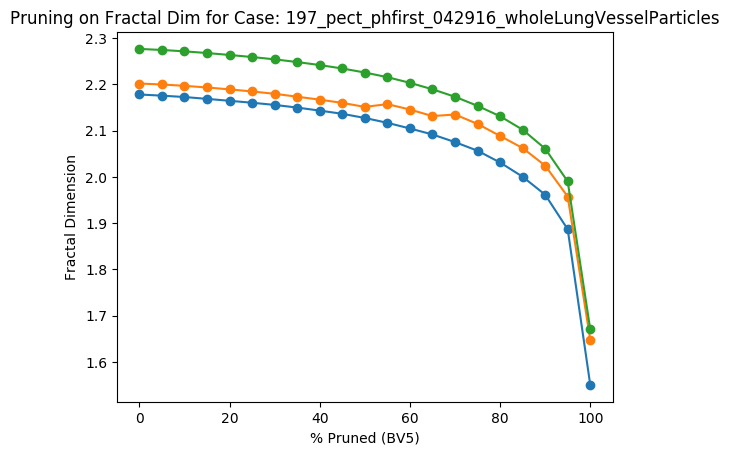 Pruning on Fractal Dim for Case: 197_pect_phfirst_042916_wholeLungVesselParticles
2.3
2.2
2.1
2.0
1.9
1.8
1.7
1.6
Fractal Dimension
0 20 40 60 80 100
% Pruned (BV5)